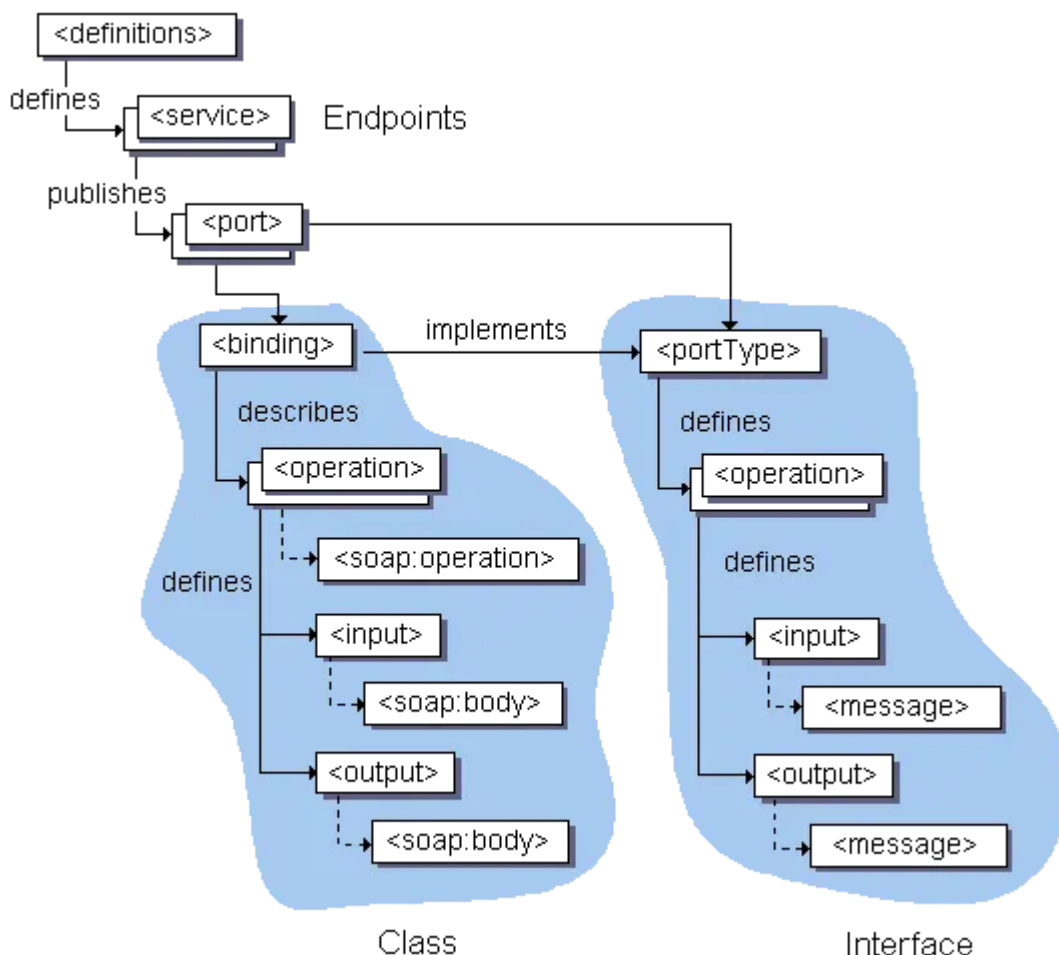 <definitions>
defines
<service>
Endpoints
publishes
<port>
<binding>
implements
<portType>
describes
defines
<operation>
<operation>
<soap:operation>
defines
defines
<input>
<input>
<soap:body>
<message>
<output>
<output>
<soap:body>
<message>
Class
Interface